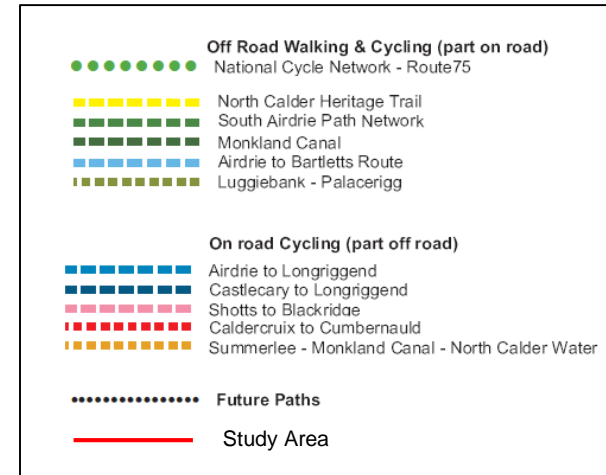 Off Road Walking & Cycling (part on road)
National Cycle Network - Route75
North Calder Heritage Trail
South Airdrie Path Network
Monkland Canal
Airdrie to Bartletts Route
Luggiebank - Palacerigg
On road Cycling (part off road)
Airdrie to Longriggend
Castlecary to Longriggend
Shotts to Blackridge
Caldercruix to Cumbernauld
Summerlee - Monkland Canal - North Calder Water
Future Paths
Study Area